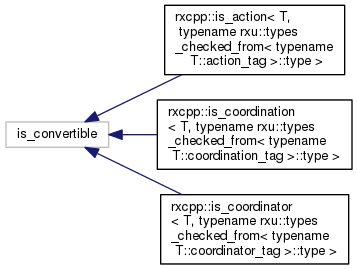 rxcpp::is_action< T,
typename rxu::types
_checked_from< typename
T::action_tag >::type >
is_convertible
rxcpp::is_coordination
< T, typename rxu::types
_checked_from< typename
T::coordination_tag >::type >
rxcpp::is_coordinator
< T, typename rxu::types
_checked_from< typename
T::coordinator_tag >::type >